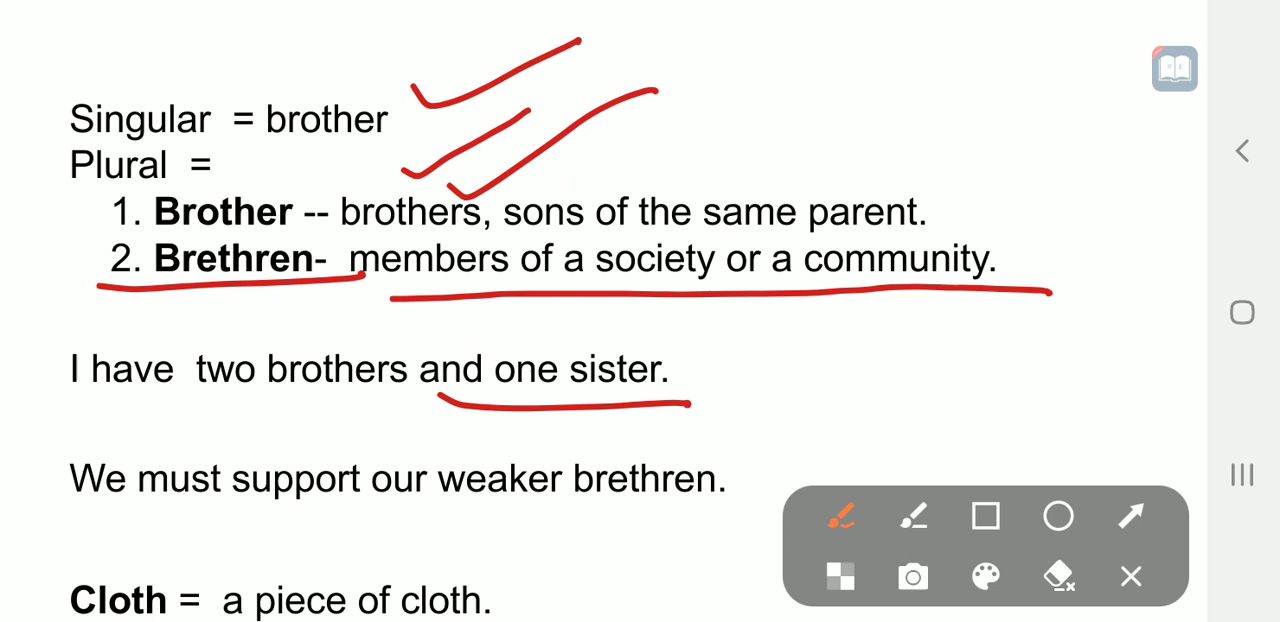 Singular = brother
Plural =
1. Brother -- brothers, sons of the same parent.
2. Brethren- members of a society or a community.
I have two brothers and one sister.
We must support our weaker brethren.
Cloth = a piece of cloth.